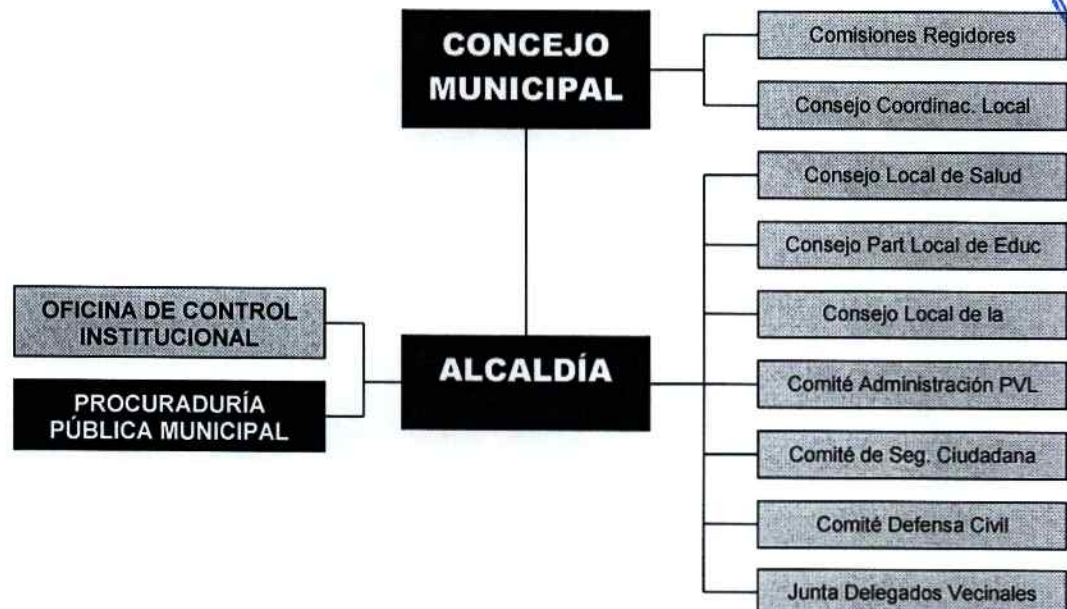 CONCEJO
MUNICIPAL
Comisiones Regidores
Consejo Coordinac. Local
Consejo Local de Salud
Consejo Part Local de Educ
Consejo Local de la
Comité Administración PVL
Comité de Seg. Ciudadana
Comité Defensa Civil
Junta Delegados Vecinales
OFICINA DE CONTROL
INSTITUCIONAL
PROCURADURÍA
PÚBLICA MUNICIPAL
ALCALDÍA